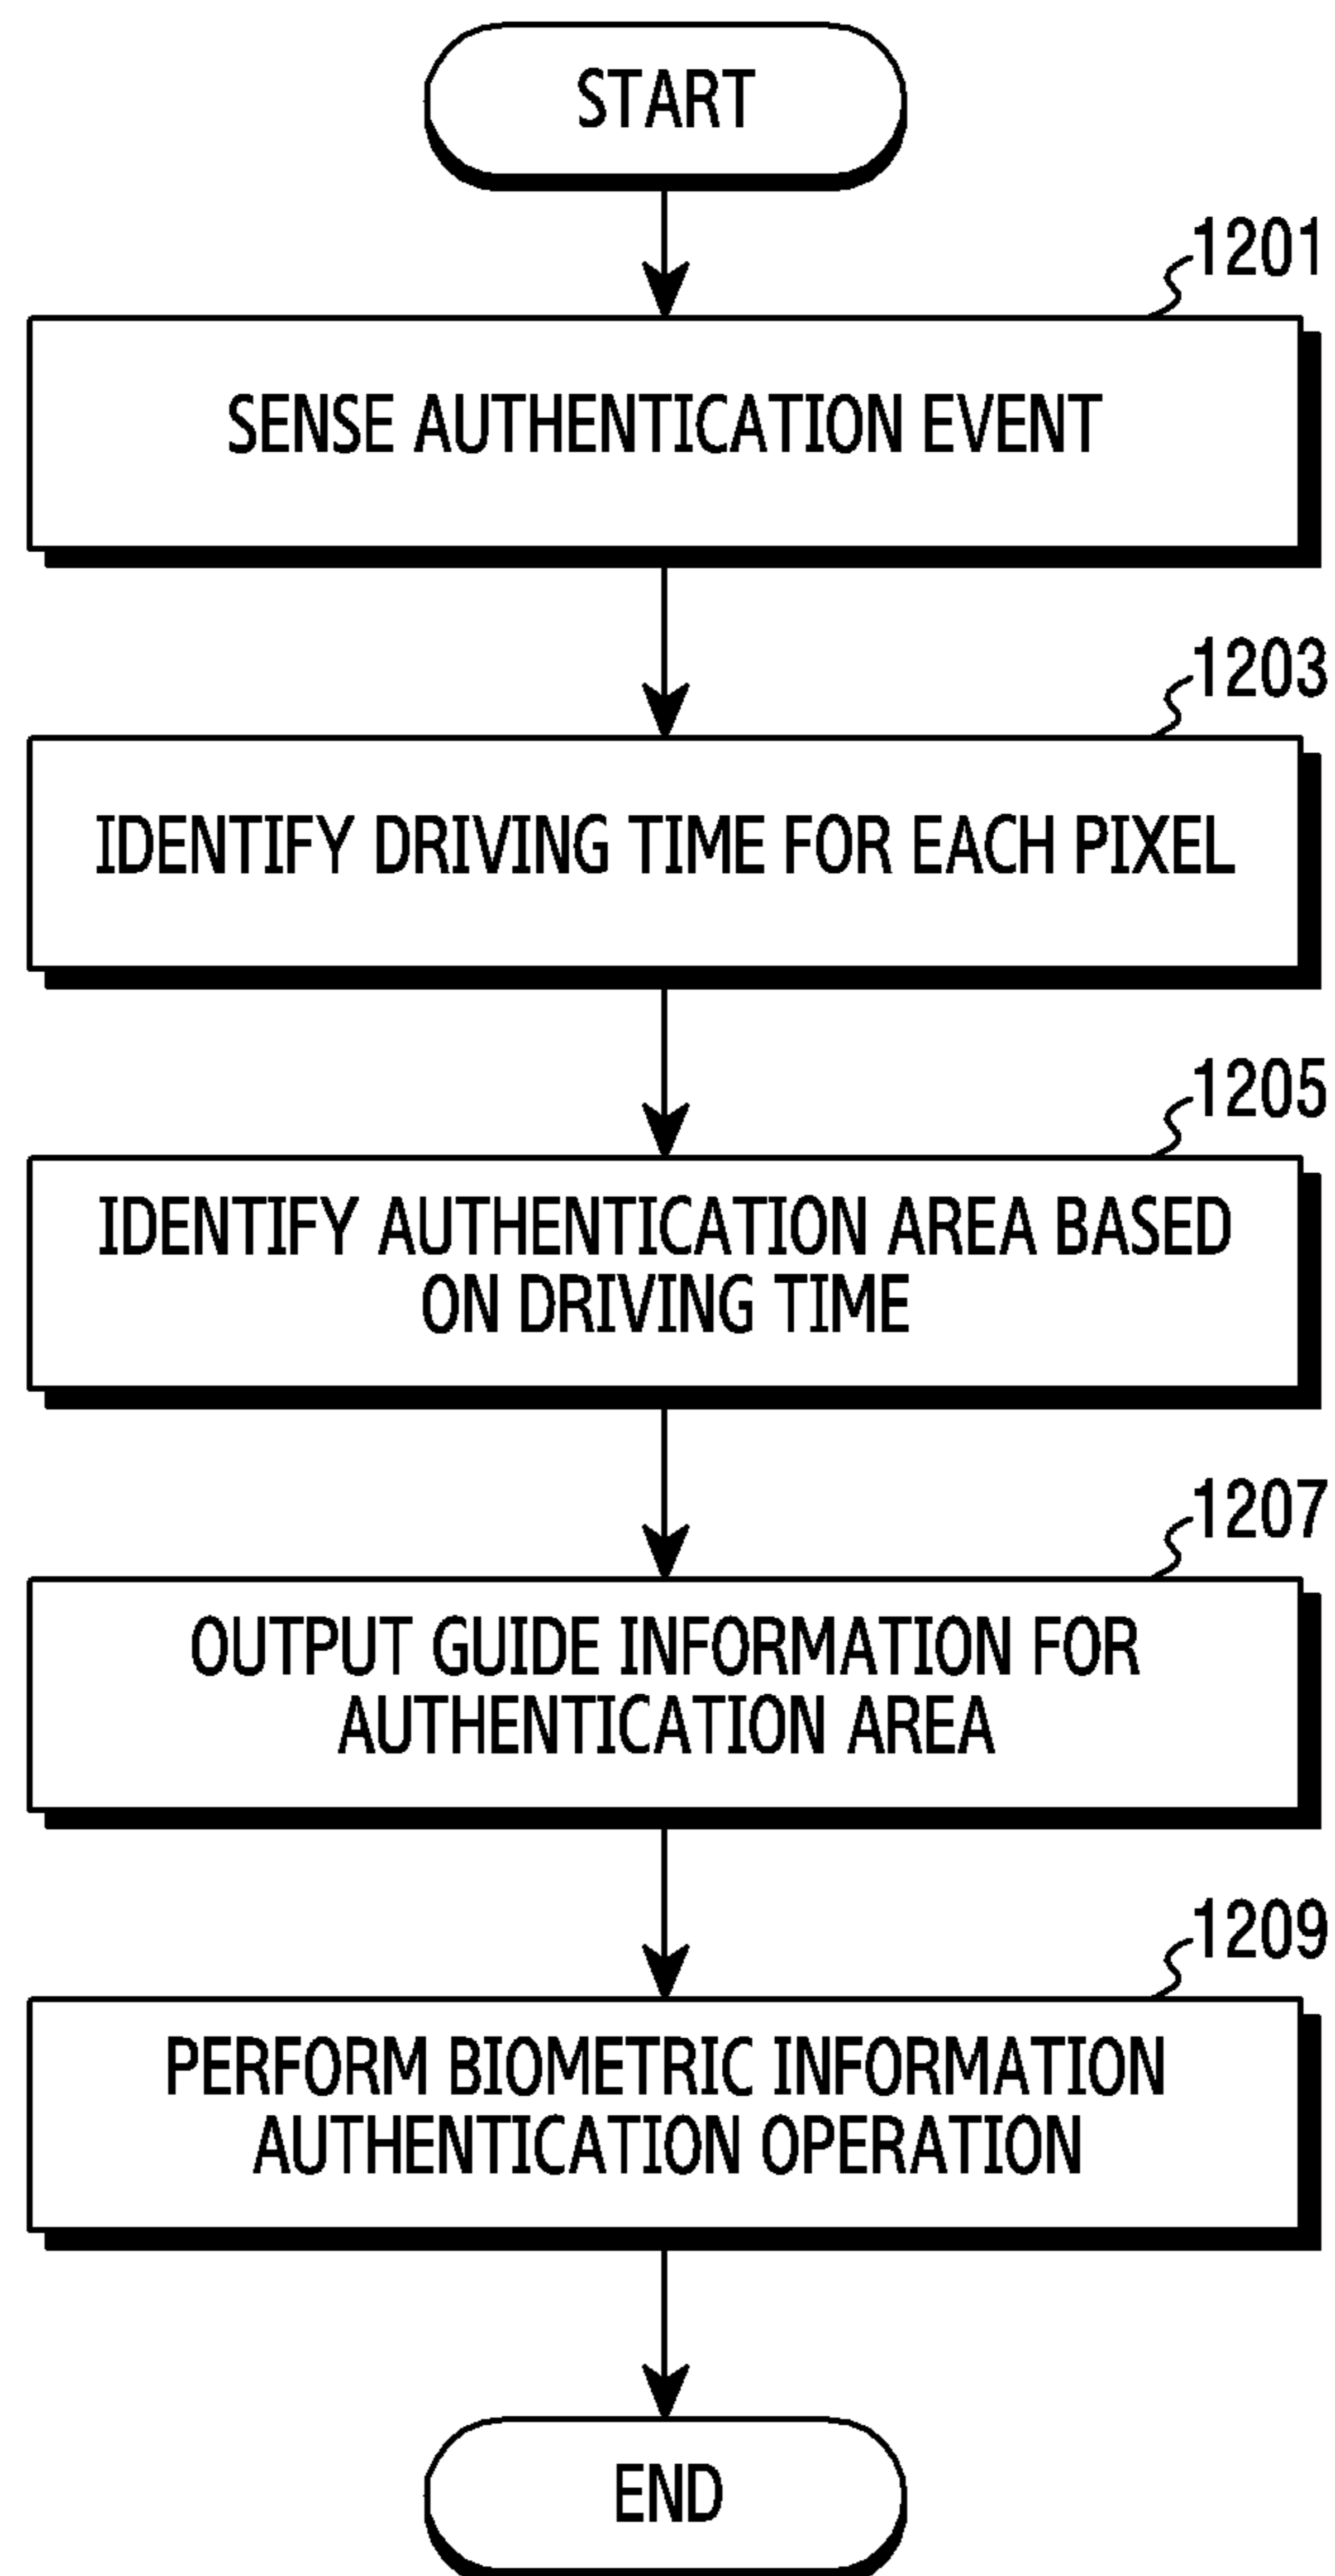 START
1201
SENSE AUTHENTICATION EVENT
1203
IDENTIFY DRIVING TIME FOR EACH PIXEL
1205
IDENTIFY AUTHENTICATION AREA BASED
ON DRIVING TIME
1207
OUTPUT GUIDE INFORMATION FOR
AUTHENTICATION AREA
1209
PERFORM BIOMETRIC INFORMATION
AUTHENTICATION OPERATION
END